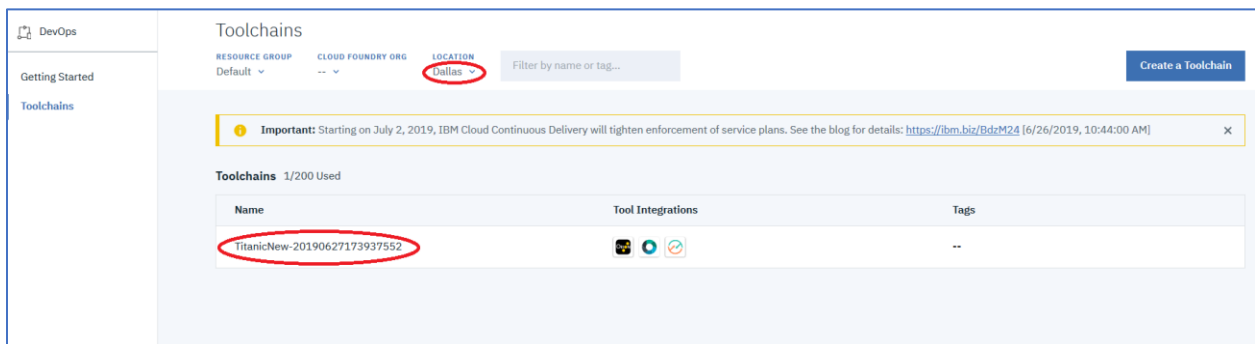 DevOps
Getting Started
Toolchains
Toolchains
RESOURCE GROUP CLOUD FOUNDRY ORG LOCATION
Default -- Dallas Filter by name or tag... Create a Toolchain
Important: Starting on July 2, 2019, IBM Cloud Continuous Delivery will tighten enforcement of service plans. See the blog for details: https://ibm.biz/BdzM24 [6/26/2019, 10:44:00 AM]
Toolchains 1/200 Used
Name Tool Integrations Tags
TitanicNew-20190627173937552 --